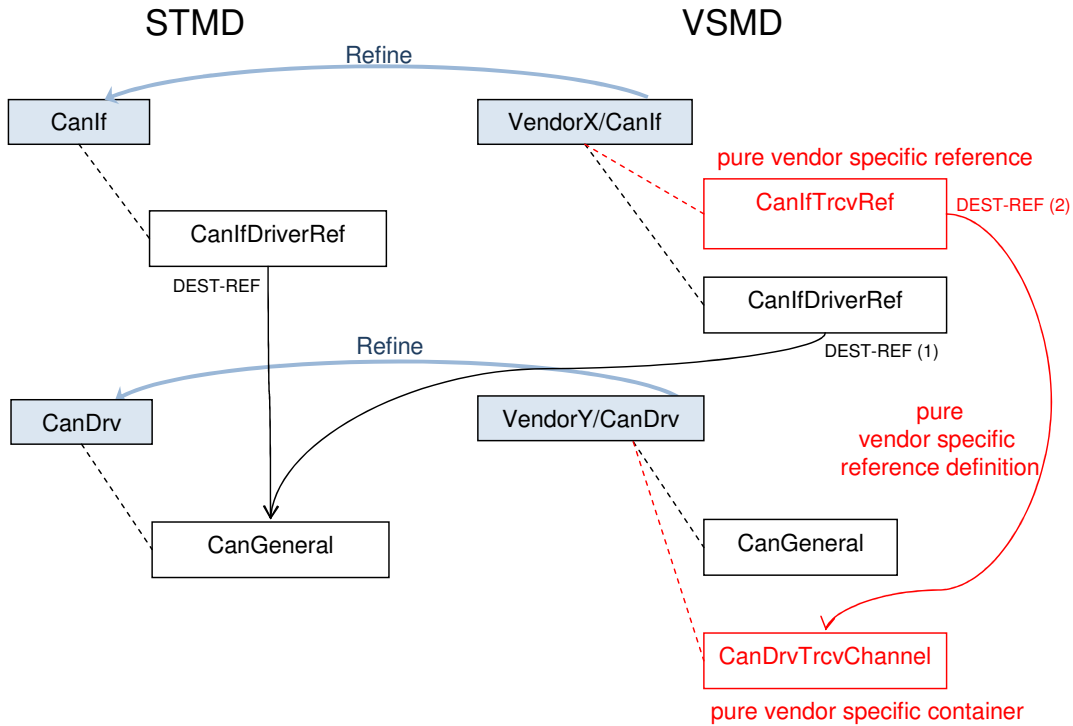 STMD
VSMD
Refine
CanIf
VendorX/CanIf
pure vendor specific reference
CanIfTrcvRef
DEST-REF (2)
CanIfDriverRef
DEST-REF
CanIfDriverRef
DEST-REF (1)
Refine
CanDrv
VendorY/CanDrv
pure
vendor specific
reference definition
CanGeneral
CanGeneral
CanDrvTrcvChannel
pure vendor specific container